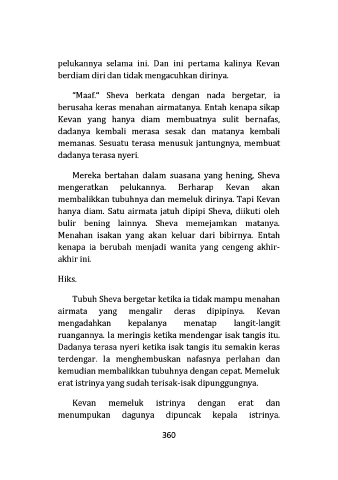 pelukannya selama ini. Dan ini pertama kalinya Kevan
berdiam diri dan tidak mengacuhkan dirinya.
"Maaf." Sheva berkata dengan nada bergetar, ia
berusaha keras menahan airmatanya. Entah kenapa sikap
Kevan yang hanya diam membuatnya sulit bernafas,
dadanya kembali merasa sesak dan matanya kembali
memanas. Sesuatu terasa menusuk jantungnya, membuat
dadanya terasa nyeri.
Mereka bertahan dalam suasana yang hening, Sheva
mengeratkan pelukannya. Berharap Kevan akan
membalikkan tubuhnya dan memeluk dirinya. Tapi Kevan
hanya diam. Satu airmata jatuh dipipi Sheva, diikuti oleh
bulir bening lainnya. Sheva memejamkan matanya.
Menahan isakan yang akan keluar dari bibirnya. Entah
kenapa ia berubah menjadi wanita yang cengeng akhir-
akhir ini.
Hiks.
Tubuh Sheva bergetar ketika ia tidak mampu menahan
airmata yang mengalir deras dipipinya. Kevan
mengadahkan kepalanya menatap langit-langit
ruangannya. Ia meringis ketika mendengar isak tangis itu.
Dadanya terasa nyeri ketika isak tangis itu semakin keras
terdengar. Ia menghembuskan nafasnya perlahan dan
kemudian membalikkan tubuhnya dengan cepat. Memeluk
erat istrinya yang sudah terisak-isak dipunggungnya.
Kevan memeluk istrinya dengan erat dan
menumpukan dagunya dipuncak kepala istrinya.
360